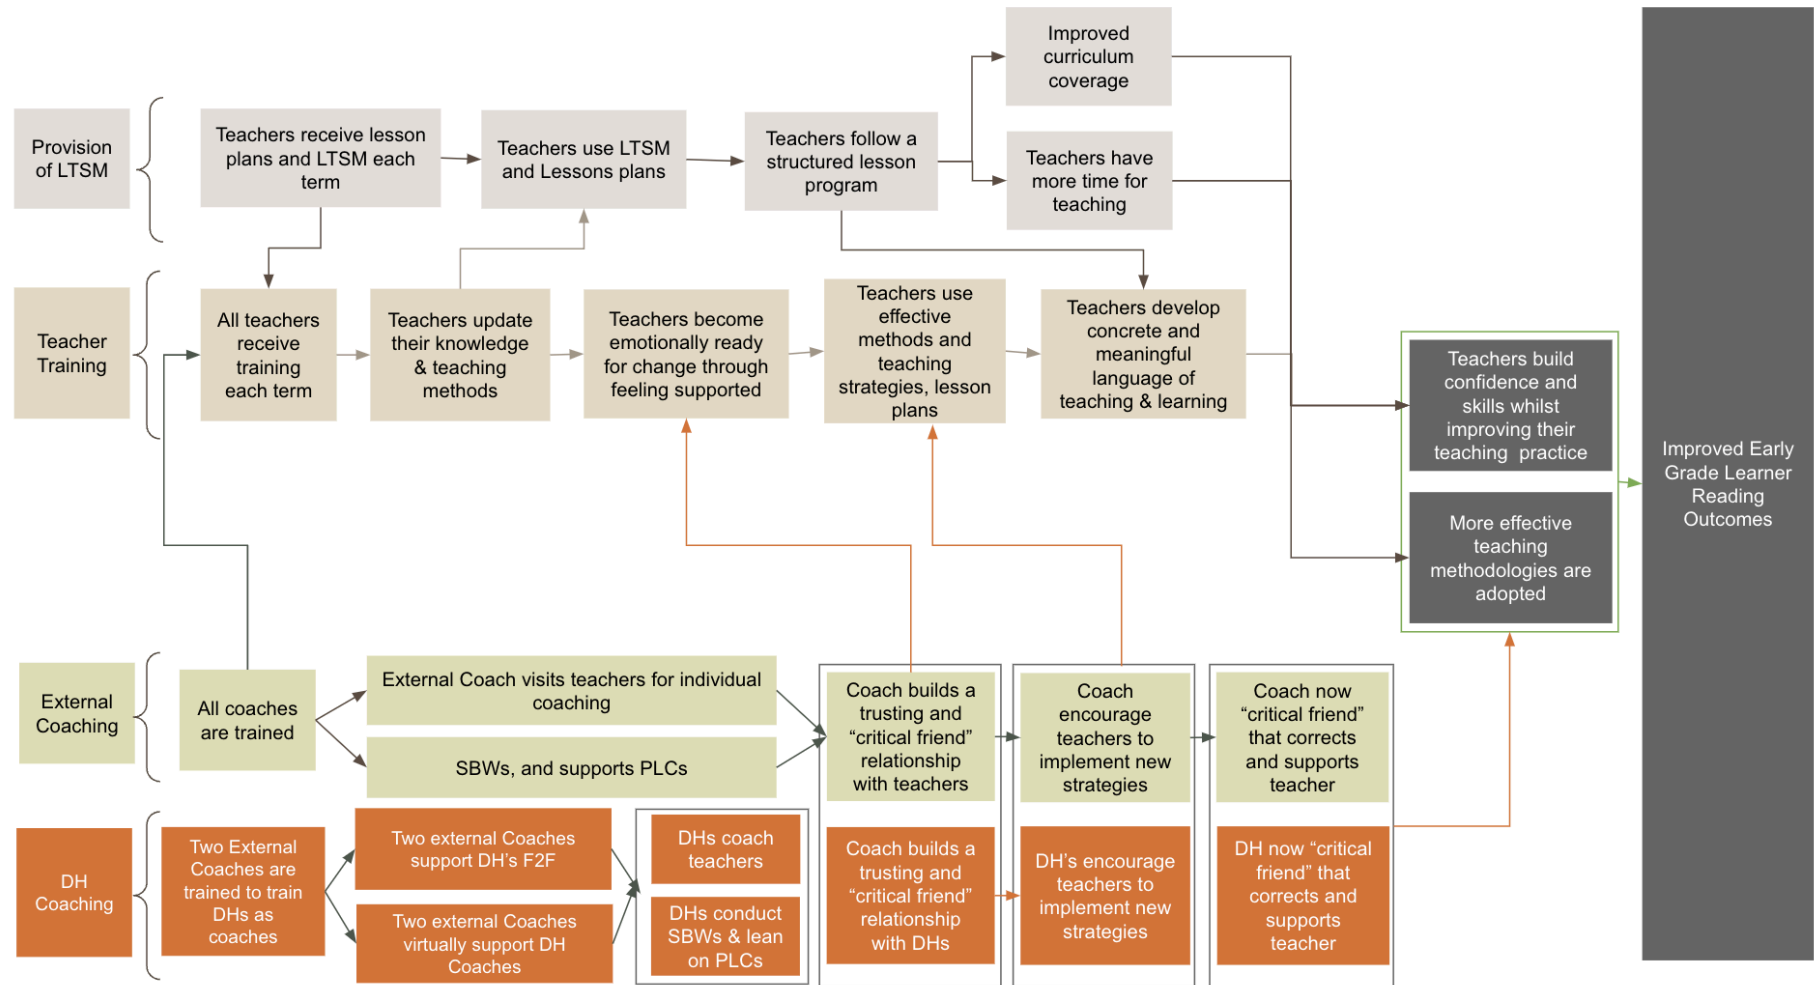 Provision
of LTSM
Teachers receive lesson
plans and LTSM each
term
Teachers use LTSM
and Lessons plans
Teachers follow a
structured lesson
program
Improved
curriculum
coverage
Teachers have
more time for
teaching
Teacher
Training
All teachers
receive
training
each term
Teachers update
their knowledge
& teaching
methods
Teachers become
emotionally ready
for change through
feeling supported
Teachers use
effective
methods and
teaching
strategies, lesson
plans
Teachers develop
concrete and
meaningful
language of
teaching & learning
Teachers build
confidence and
skills whilst
improving their
teaching practice
More effective
teaching
methodologies are
adopted
Improved Early
Grade Learner
Reading
Outcomes
External
Coaching
All coaches
are trained
External Coach visits teachers for individual
coaching
SBWs, and supports PLCs
Coach builds a
trusting and
“critical friend”
relationship
with teachers
Coach
encourage
teachers to
implement new
strategies
Coach now
“critical friend”
that corrects
and supports
teacher
DH
Coaching
Two External
Coaches are
trained to train
DHs as
coaches
Two external Coaches
support DH’s F2F
Two external Coaches
virtually support DH
Coaches
DHs coach
teachers
DHs conduct
SBWs & lean
on PLCs
Coach builds a
trusting and
“critical friend”
relationship
with DHs
DH’s encourage
teachers to
implement new
strategies
DH now “critical
friend” that
corrects and
supports
teacher